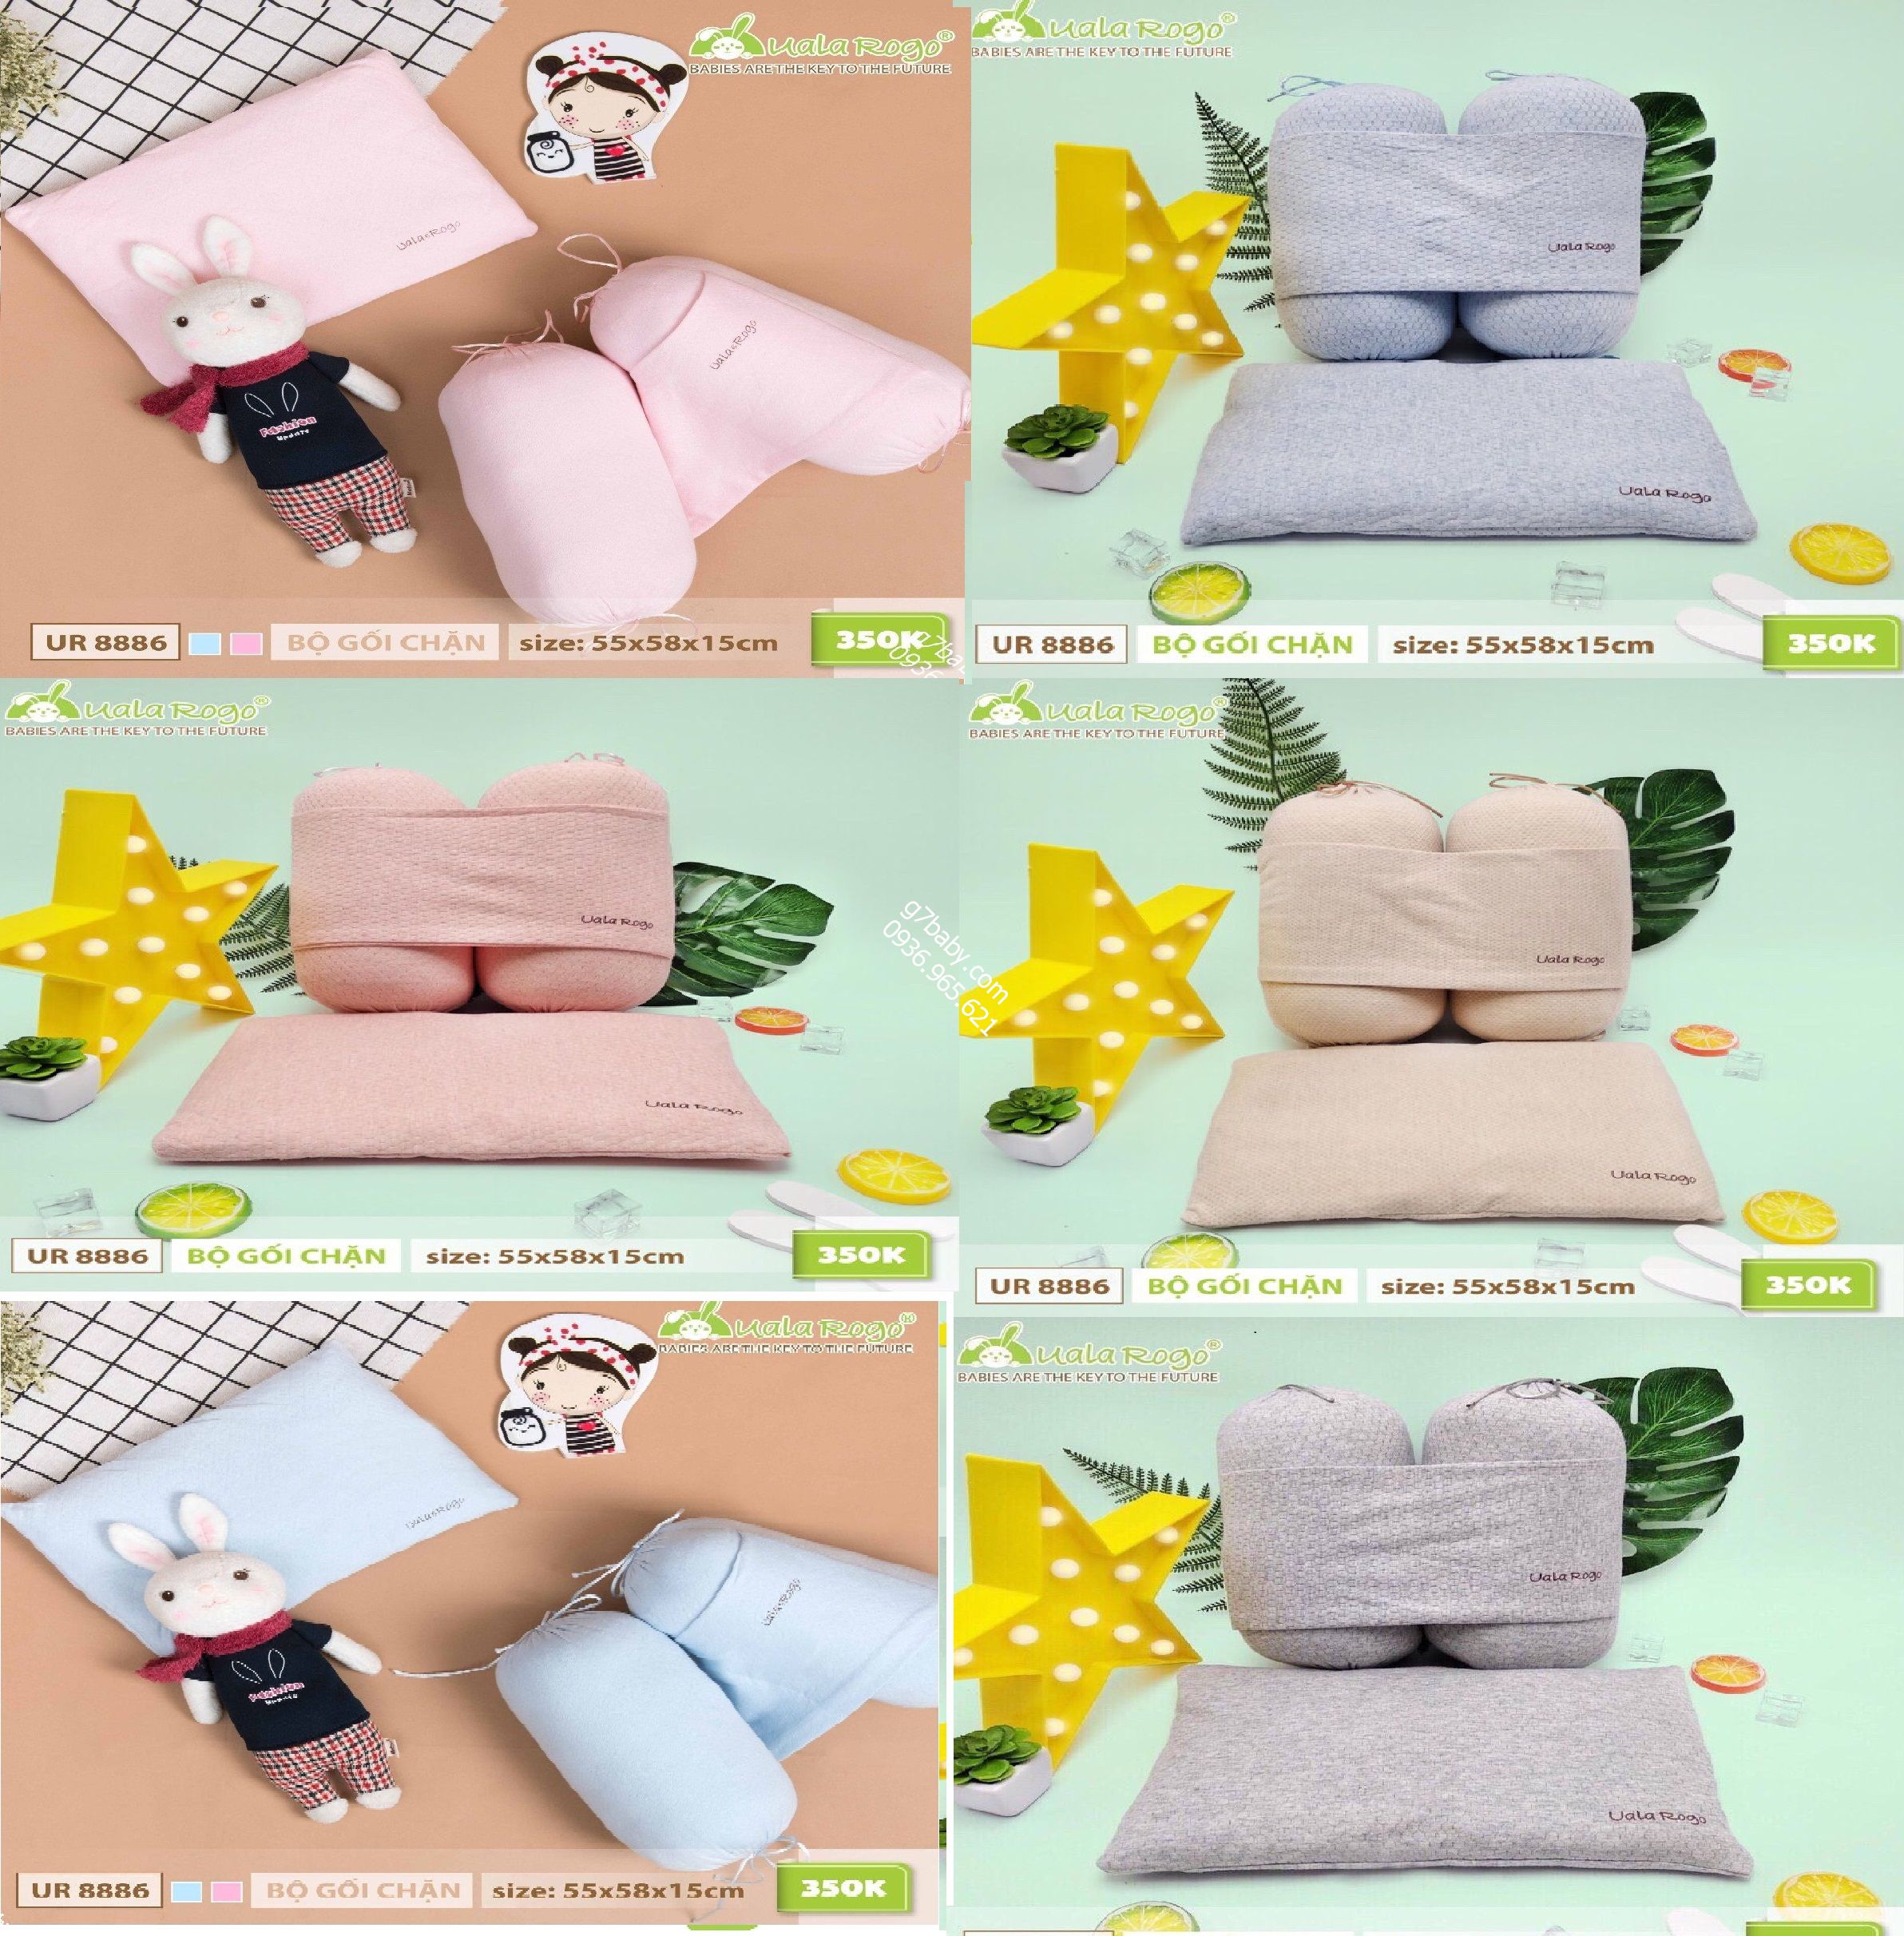 Uala Rogo®
BABIES ARE THE KEY TO THE FUTURE
Uala Rogo
Uala Rogo
Fashion
Update
UR 8886
BỘ GỐI CHẶN
size: 55x58x15cm
350K
Uala Rogo®
BABIES ARE THE KEY TO THE FUTURE
Uala Rogo
Uala Rogo
UR 8886
BỘ GỐI CHẶN
size: 55x58x15cm
350K
Uala Rogo®
BABIES ARE THE KEY TO THE FUTURE
Uala Rogo
Uala Rogo
UR 8886
BỘ GỐI CHẶN
size: 55x58x15cm
350K
g7baby.com
0936.965.621
Uala Rogo®
BABIES ARE THE KEY TO THE FUTURE
Uala Rogo
Uala Rogo
UR 8886
BỘ GỐI CHẶN
size: 55x58x15cm
350K
Uala Rogo®
BABIES ARE THE KEY TO THE FUTURE
Uala Rogo
Uala Rogo
Fashion
Update
UR 8886
BỘ GỐI CHẶN
size: 55x58x15cm
350K
Uala Rogo®
BABIES ARE THE KEY TO THE FUTURE
Uala Rogo
Uala Rogo